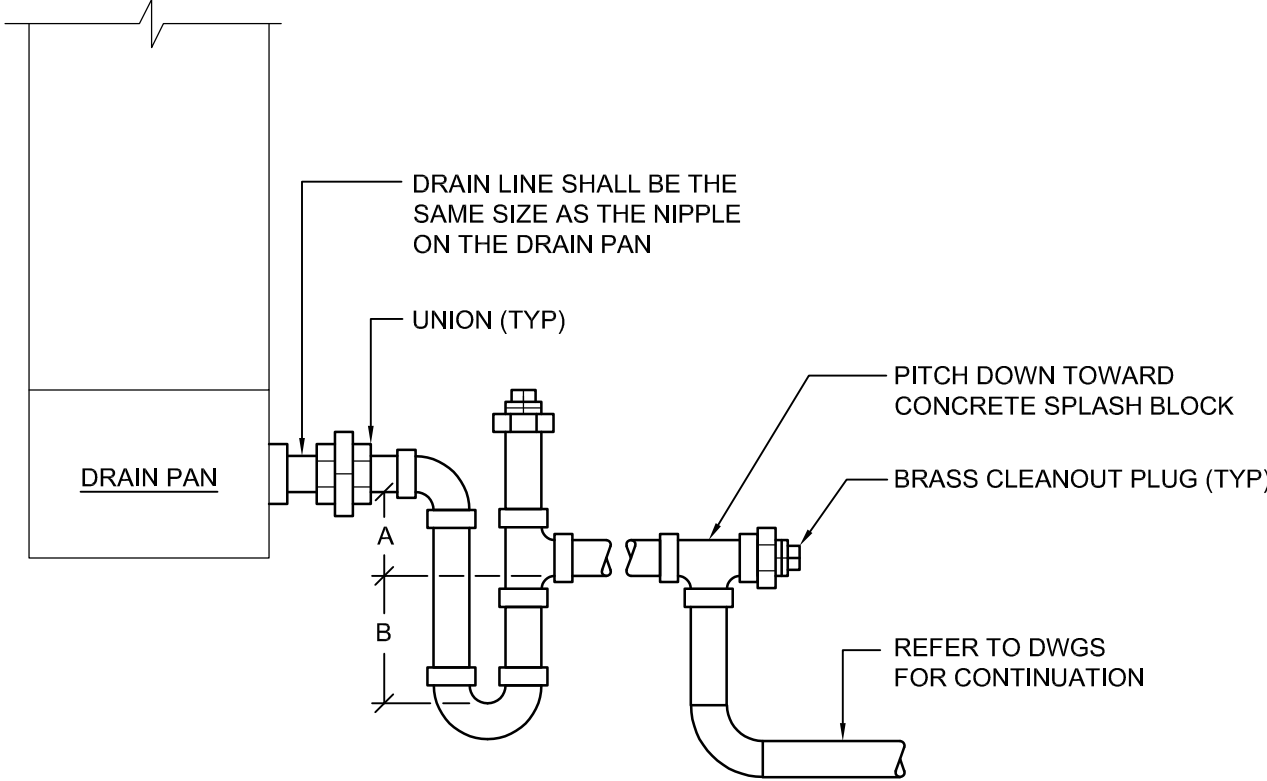 DRAIN LINE SHALL BE THE
SAME SIZE AS THE NIPPLE
ON THE DRAIN PAN
UNION (TYP)
PITCH DOWN TOWARD
CONCRETE SPLASH BLOCK
DRAIN PAN
BRASS CLEANOUT PLUG (TYP)
A
B
REFER TO DWGS
FOR CONTINUATION